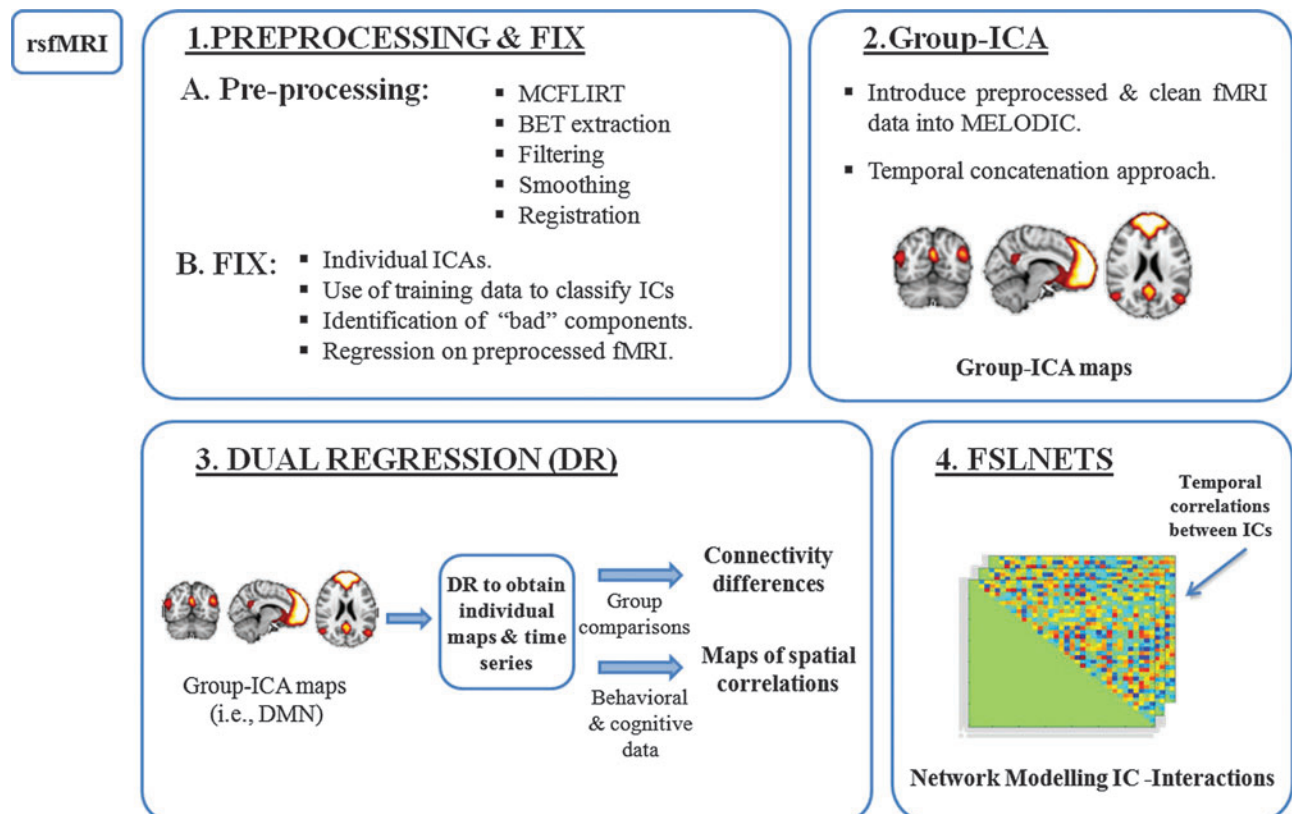 rsfMRI
1.PREPROCESSING & FIX
A. Pre-processing:
▪ MCFLIRT
▪ BET extraction
▪ Filtering
▪ Smoothing
▪ Registration
B. FIX:
▪ Individual ICAs.
▪ Use of training data to classify ICs
▪ Identification of “bad” components.
▪ Regression on preprocessed fMRI.
2.Group-ICA
▪ Introduce preprocessed & clean fMRI
data into MELODIC.
▪ Temporal concatenation approach.
Group-ICA maps
3. DUAL REGRESSION (DR)
Group-ICA maps
(i.e., DMN)
DR to obtain
individual
maps & time
series
Group
comparisons
Connectivity
differences
Behavioral
& cognitive
data
Maps of spatial
correlations
4. FSLNETS
Temporal
correlations
between ICs
Network Modelling IC -Interactions